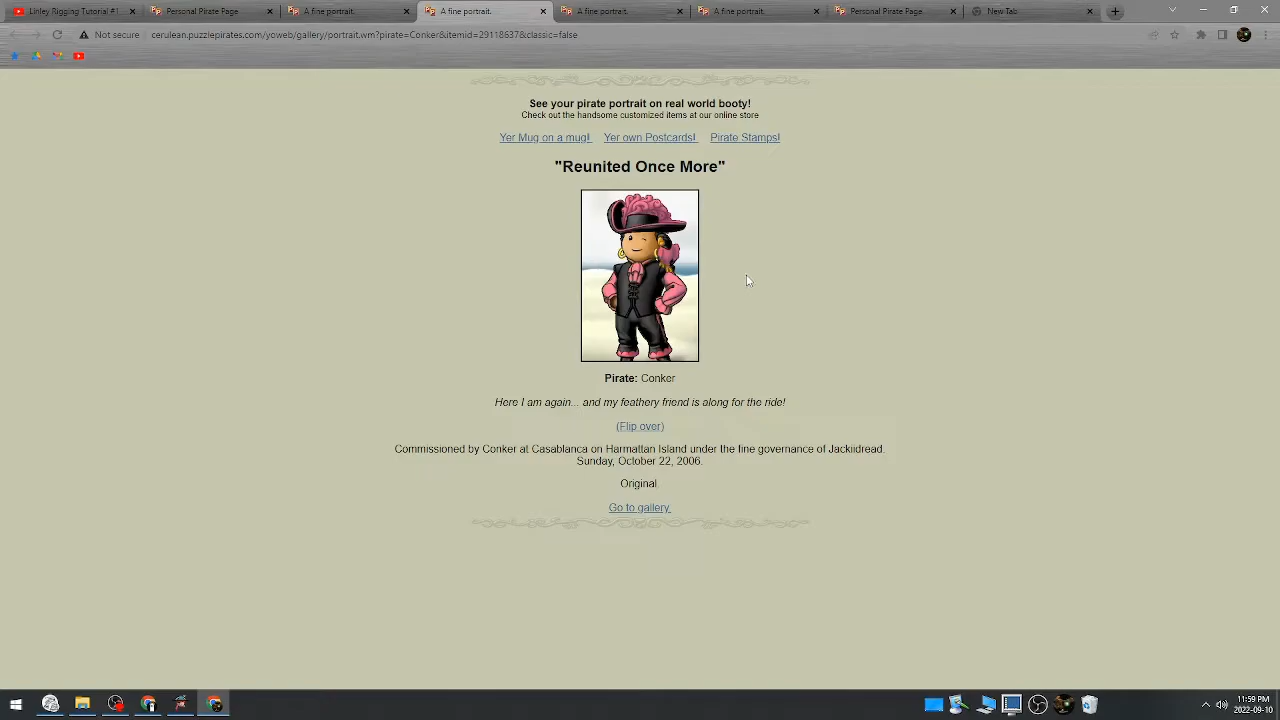 Linley Rigging Tutorial #1
Personal Pirate Page
A fine portrait.
A fine portrait.
A fine portrait.
A fine portrait.
Personal Pirate Page
New Tab
Not secure
cerulean.puzzlepirates.com/yoweb/gallery/portrait.wm?pirate=Conker&itemid=29118637&classic=false
See your pirate portrait on real world booty!
Check out the handsome customized items at our online store
Yer Mug on a mug! Yer own Postcards! Pirate Stamps!
"Reunited Once More"
Pirate: Conker
Here I am again... and my feathery friend is along for the ride!
(Flip over)
Commissioned by Conker at Casablanca on Harmattan Island under the fine governance of Jackiidread.
Sunday, October 22, 2006.
Original.
Go to gallery.
11:59 PM
2022-09-10